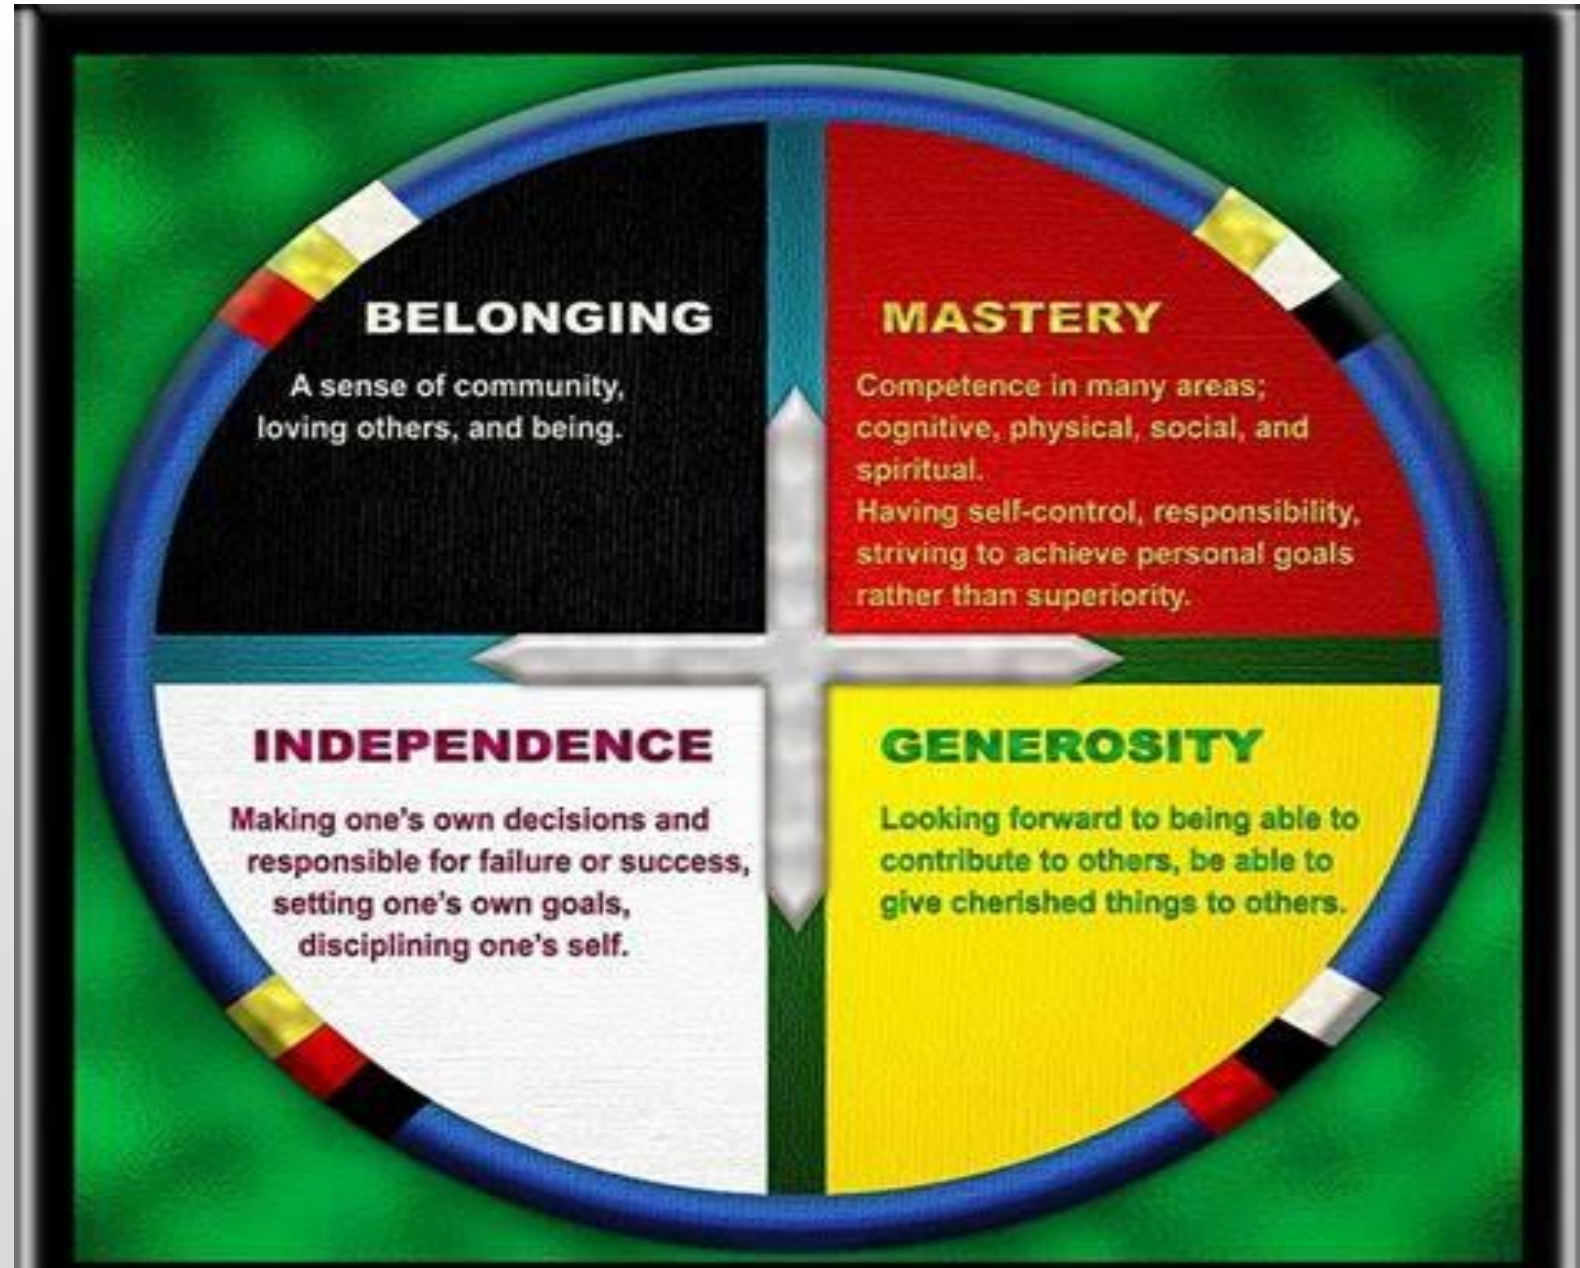 BELONGING
A sense of community,
loving others, and being.
MASTERY
Competence in many areas;
cognitive, physical, social, and
spiritual.
Having self-control, responsibility,
striving to achieve personal goals
rather than superiority.
INDEPENDENCE
Making one's own decisions and
responsible for failure or success,
setting one's own goals,
disciplining one's self.
GENEROSITY
Looking forward to being able to
contribute to others, be able to
give cherished things to others.